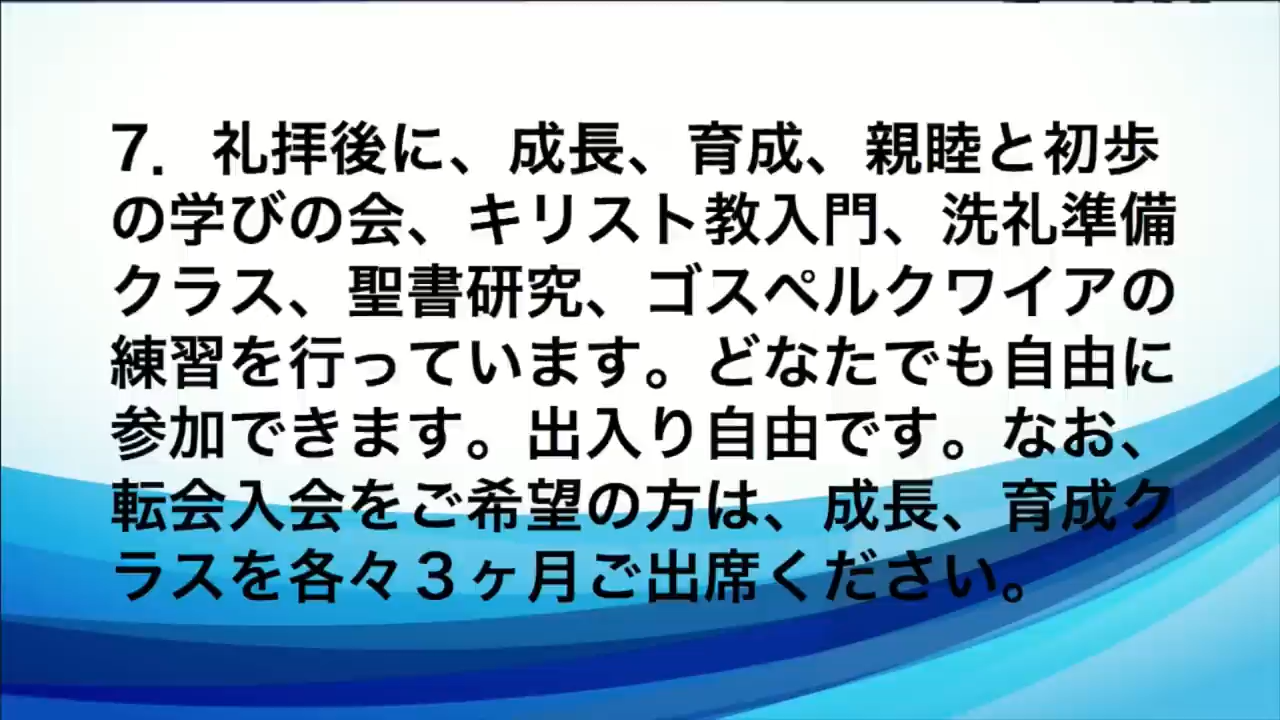 7．礼拝後に、成長、育成、親睦と初歩
の学びの会、キリスト教入門、洗礼準備
クラス、聖書研究、ゴスペルクワイアの
練習を行っています。どなたでも自由に
参加できます。出入り自由です。なお、
転会入会をご希望の方は、成長、育成ク
ラスを各々３ヶ月ご出席ください。